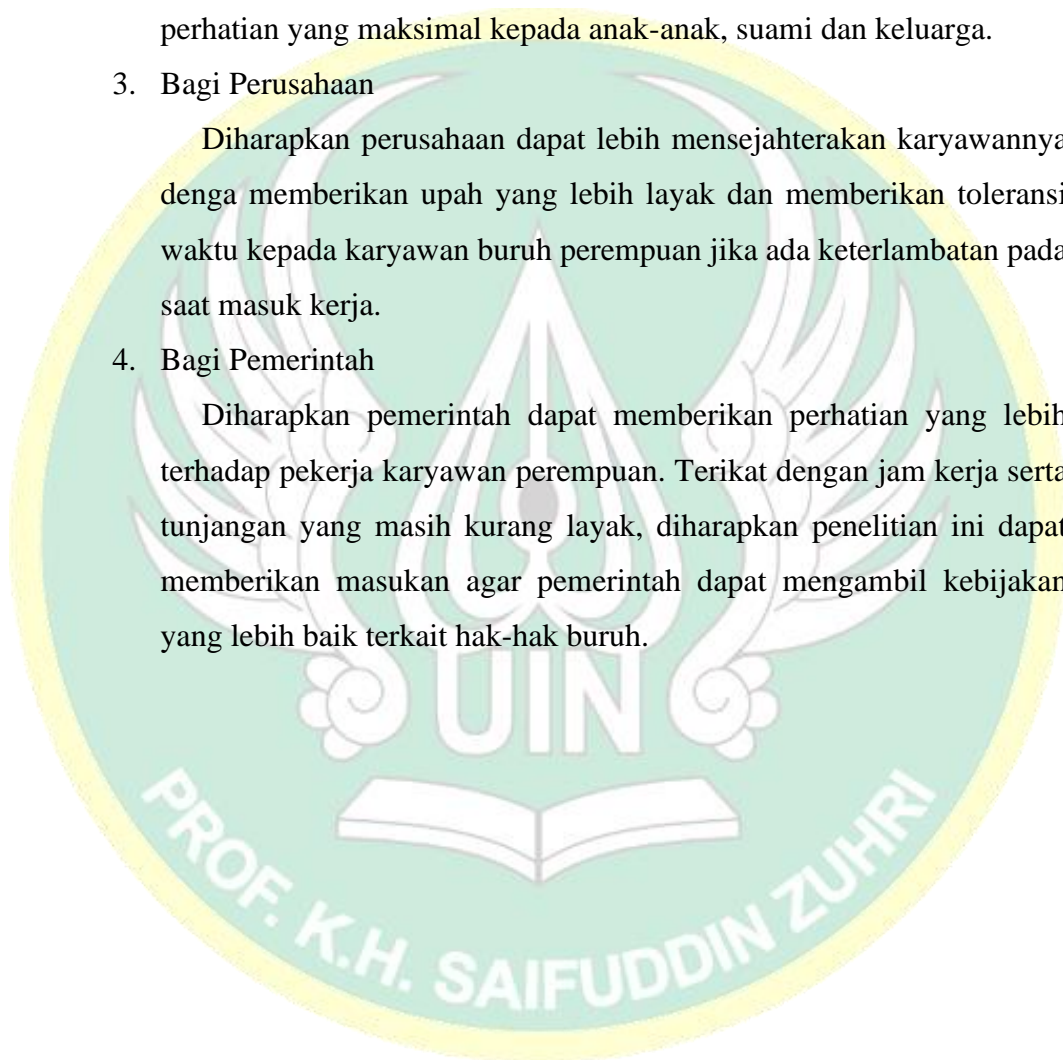 perhatian yang maksimal kepada anak-anak, suami dan keluarga.
3. Bagi Perusahaan
Diharapkan perusahaan dapat lebih mensejahterakan karyawannya
denga memberikan upah yang lebih layak dan memberikan toleransi
waktu kepada karyawan buruh perempuan jika ada keterlambatan pada
saat masuk kerja.
4. Bagi Pemerintah
Diharapkan pemerintah dapat memberikan perhatian yang lebih
terhadap pekerja karyawan perempuan. Terikat dengan jam kerja serta
tunjangan yang masih kurang layak, diharapkan penelitian ini dapat
memberikan masukan agar pemerintah dapat mengambil kebijakan
yang lebih baik terkait hak-hak buruh.
UIN
PROF. K.H. SAIFUDDIN ZUHRI